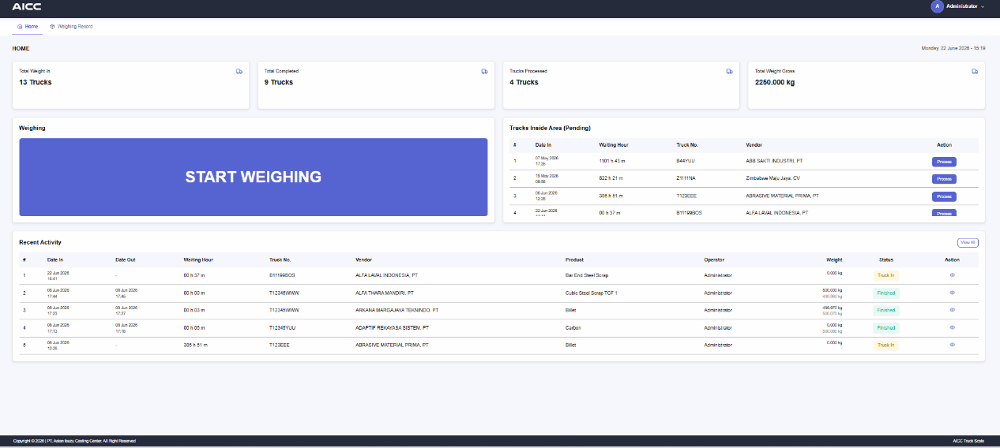 AICC
A Administrator
Home Weighing Record
HOME
Monday, 22 June 2026 - 15:19
Total Weight In
13 Trucks
Total Completed
9 Trucks
Trucks Processed
4 Trucks
Total Weight Gross
2250.000 kg
Weighing
START WEIGHING
Trucks Inside Area (Pending)
# Date In Waiting Hour Truck No. Vendor Action
1 07 May 2026 17:35 1101 h 43 m B44YUU ABB SAKTI INDUSTRI, PT Process
2 19 May 2026 08:56 822 h 21 m Z1111NA Zimbabwe Maju Jaya, CV Process
3 06 Jun 2026 12:28 386 h 51 m T123EEE ABRASIVE MATERIAL PRIMA, PT Process
4 22 Jun 2026 00 h 37 m B11199BOS ALFA LAVAL INDONESIA, PT Process
Recent Activity
View All
# Date In Date Out Waiting Hour Truck No. Vendor Product Operator Weight Status Action
1 22 Jun 2026 14:41 - 00 h 37 m B11199BOS ALFA LAVAL INDONESIA, PT Bar End Steel Scrap Administrator 0.000 kg - Truck In
2 08 Jun 2026 17:44 08 Jun 2026 17:45 00 h 00 m T12345WWW ALFA THARA MANDIRI, PT Cubic Steel Scrap TCF 1 Administrator 500.030 kg 499.960 kg Finished
3 08 Jun 2026 17:23 08 Jun 2026 17:27 00 h 03 m T12345WWW ARKANA MARGAJAYA TEKNINDO, PT Billet Administrator 499.970 kg 500.070 kg Finished
4 08 Jun 2026 17:13 08 Jun 2026 17:18 00 h 05 m T12345YUU ADAPTIF REKAYASA SISTEM, PT Carbon Administrator 0.000 kg 500.080 kg Finished
5 06 Jun 2026 12:28 - 386 h 51 m T123EEE ABRASIVE MATERIAL PRIMA, PT Billet Administrator 0.000 kg - Truck In
Copyright © 2026 | PT. Asian Isuzu Casting Center. All Right Reserved
AICC Truck Scale